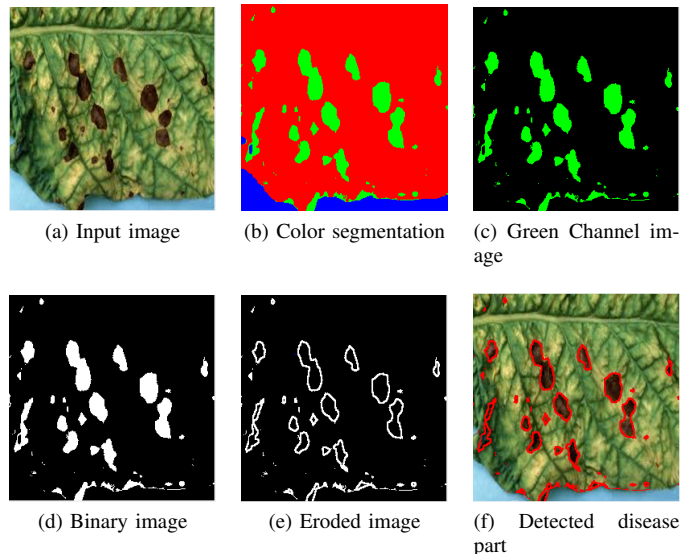 (a) Input image
(b) Color segmentation
(c) Green Channel im-
age
(d) Binary image
(e) Eroded image
(f) Detected disease
part